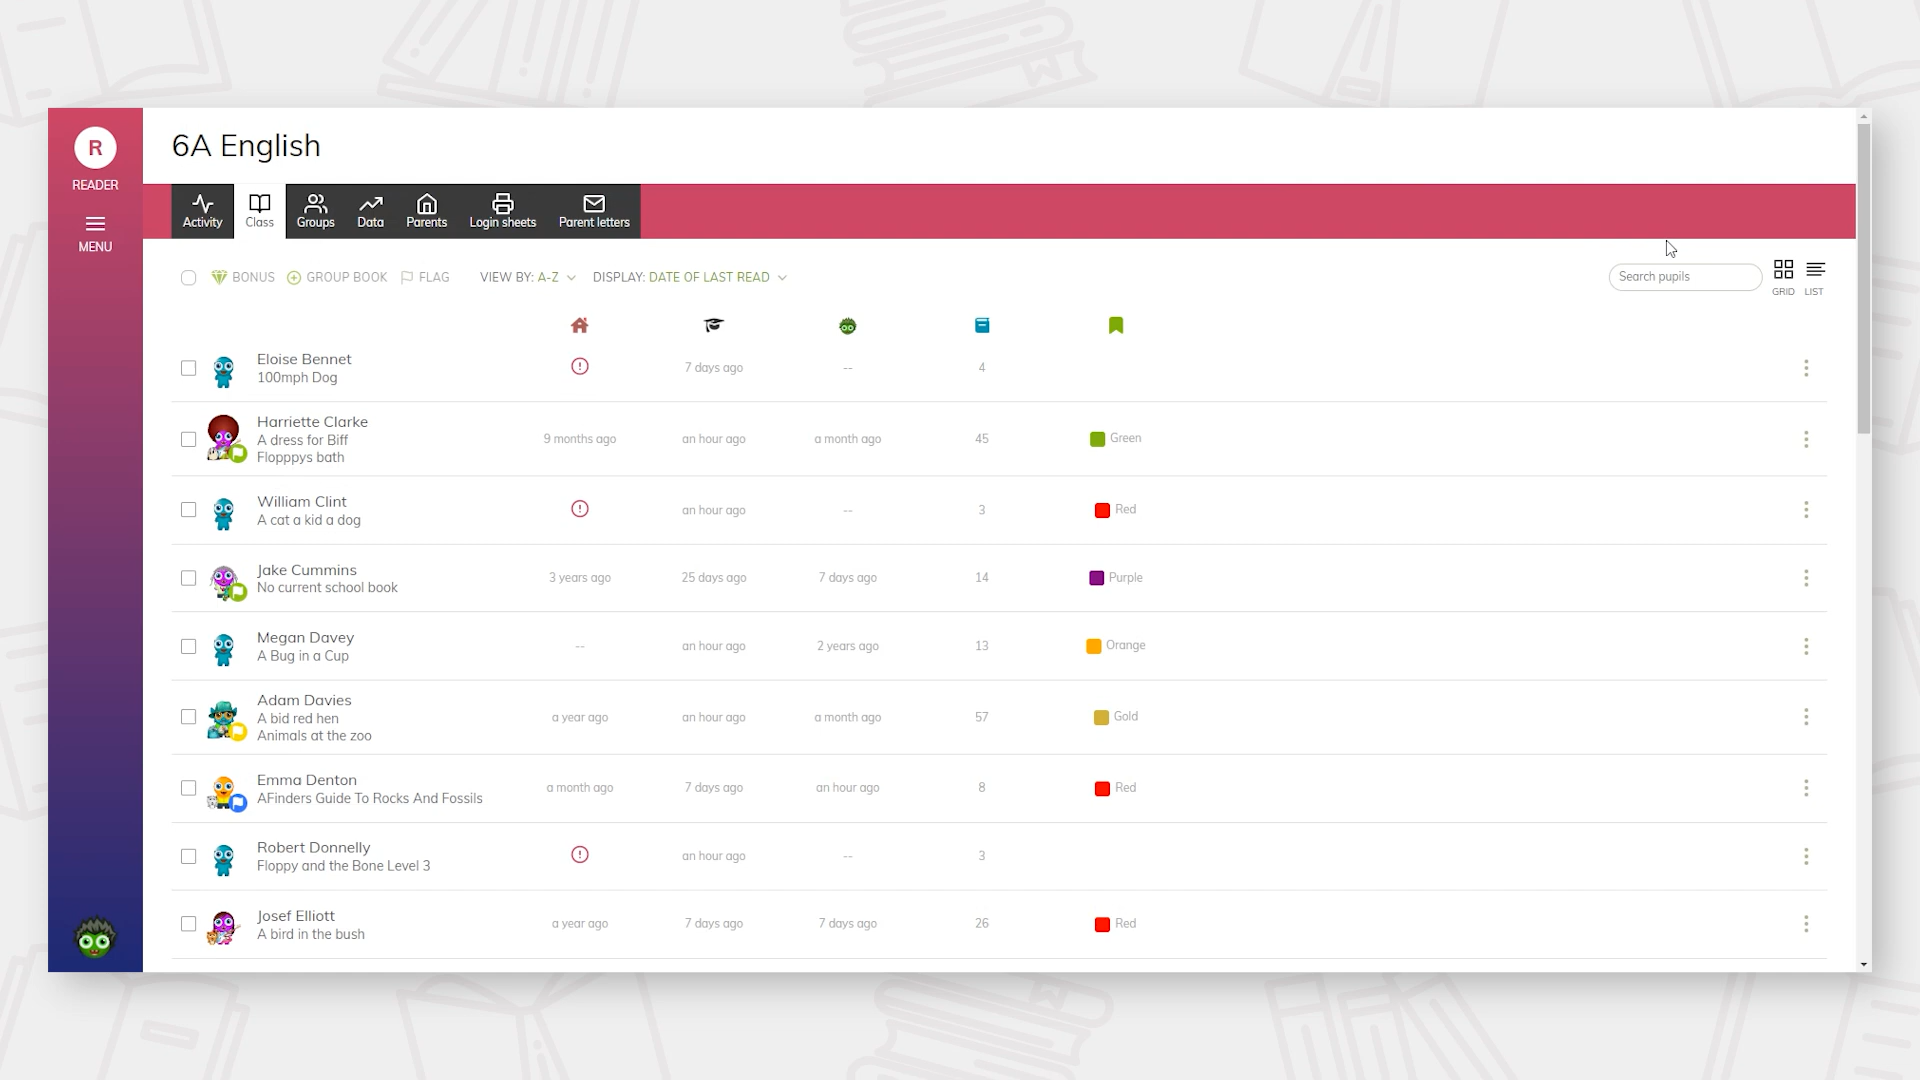 R
READER
MENU
6A English
Activity
Class
Groups
Data
Parents
Login sheets
Parent letters
BONUS GROUP BOOK FLAG VIEW BY: A-Z DISPLAY: DATE OF LAST READ
Search pupils
GRID LIST
Eloise Bennet
100mph Dog
7 days ago -- 4
Harriette Clarke
A dress for Biff
Flopppys bath
9 months ago an hour ago a month ago 45 Green
William Clint
A cat a kid a dog
an hour ago -- 3 Red
Jake Cummins
No current school book
3 years ago 25 days ago 7 days ago 14 Purple
Megan Davey
A Bug in a Cup
-- an hour ago 2 years ago 13 Orange
Adam Davies
A bid red hen
Animals at the zoo
a year ago an hour ago a month ago 57 Gold
Emma Denton
AFinders Guide To Rocks And Fossils
a month ago 7 days ago an hour ago 8 Red
Robert Donnelly
Floppy and the Bone Level 3
an hour ago -- 3
Josef Elliott
A bird in the bush
a year ago 7 days ago 7 days ago 26 Red